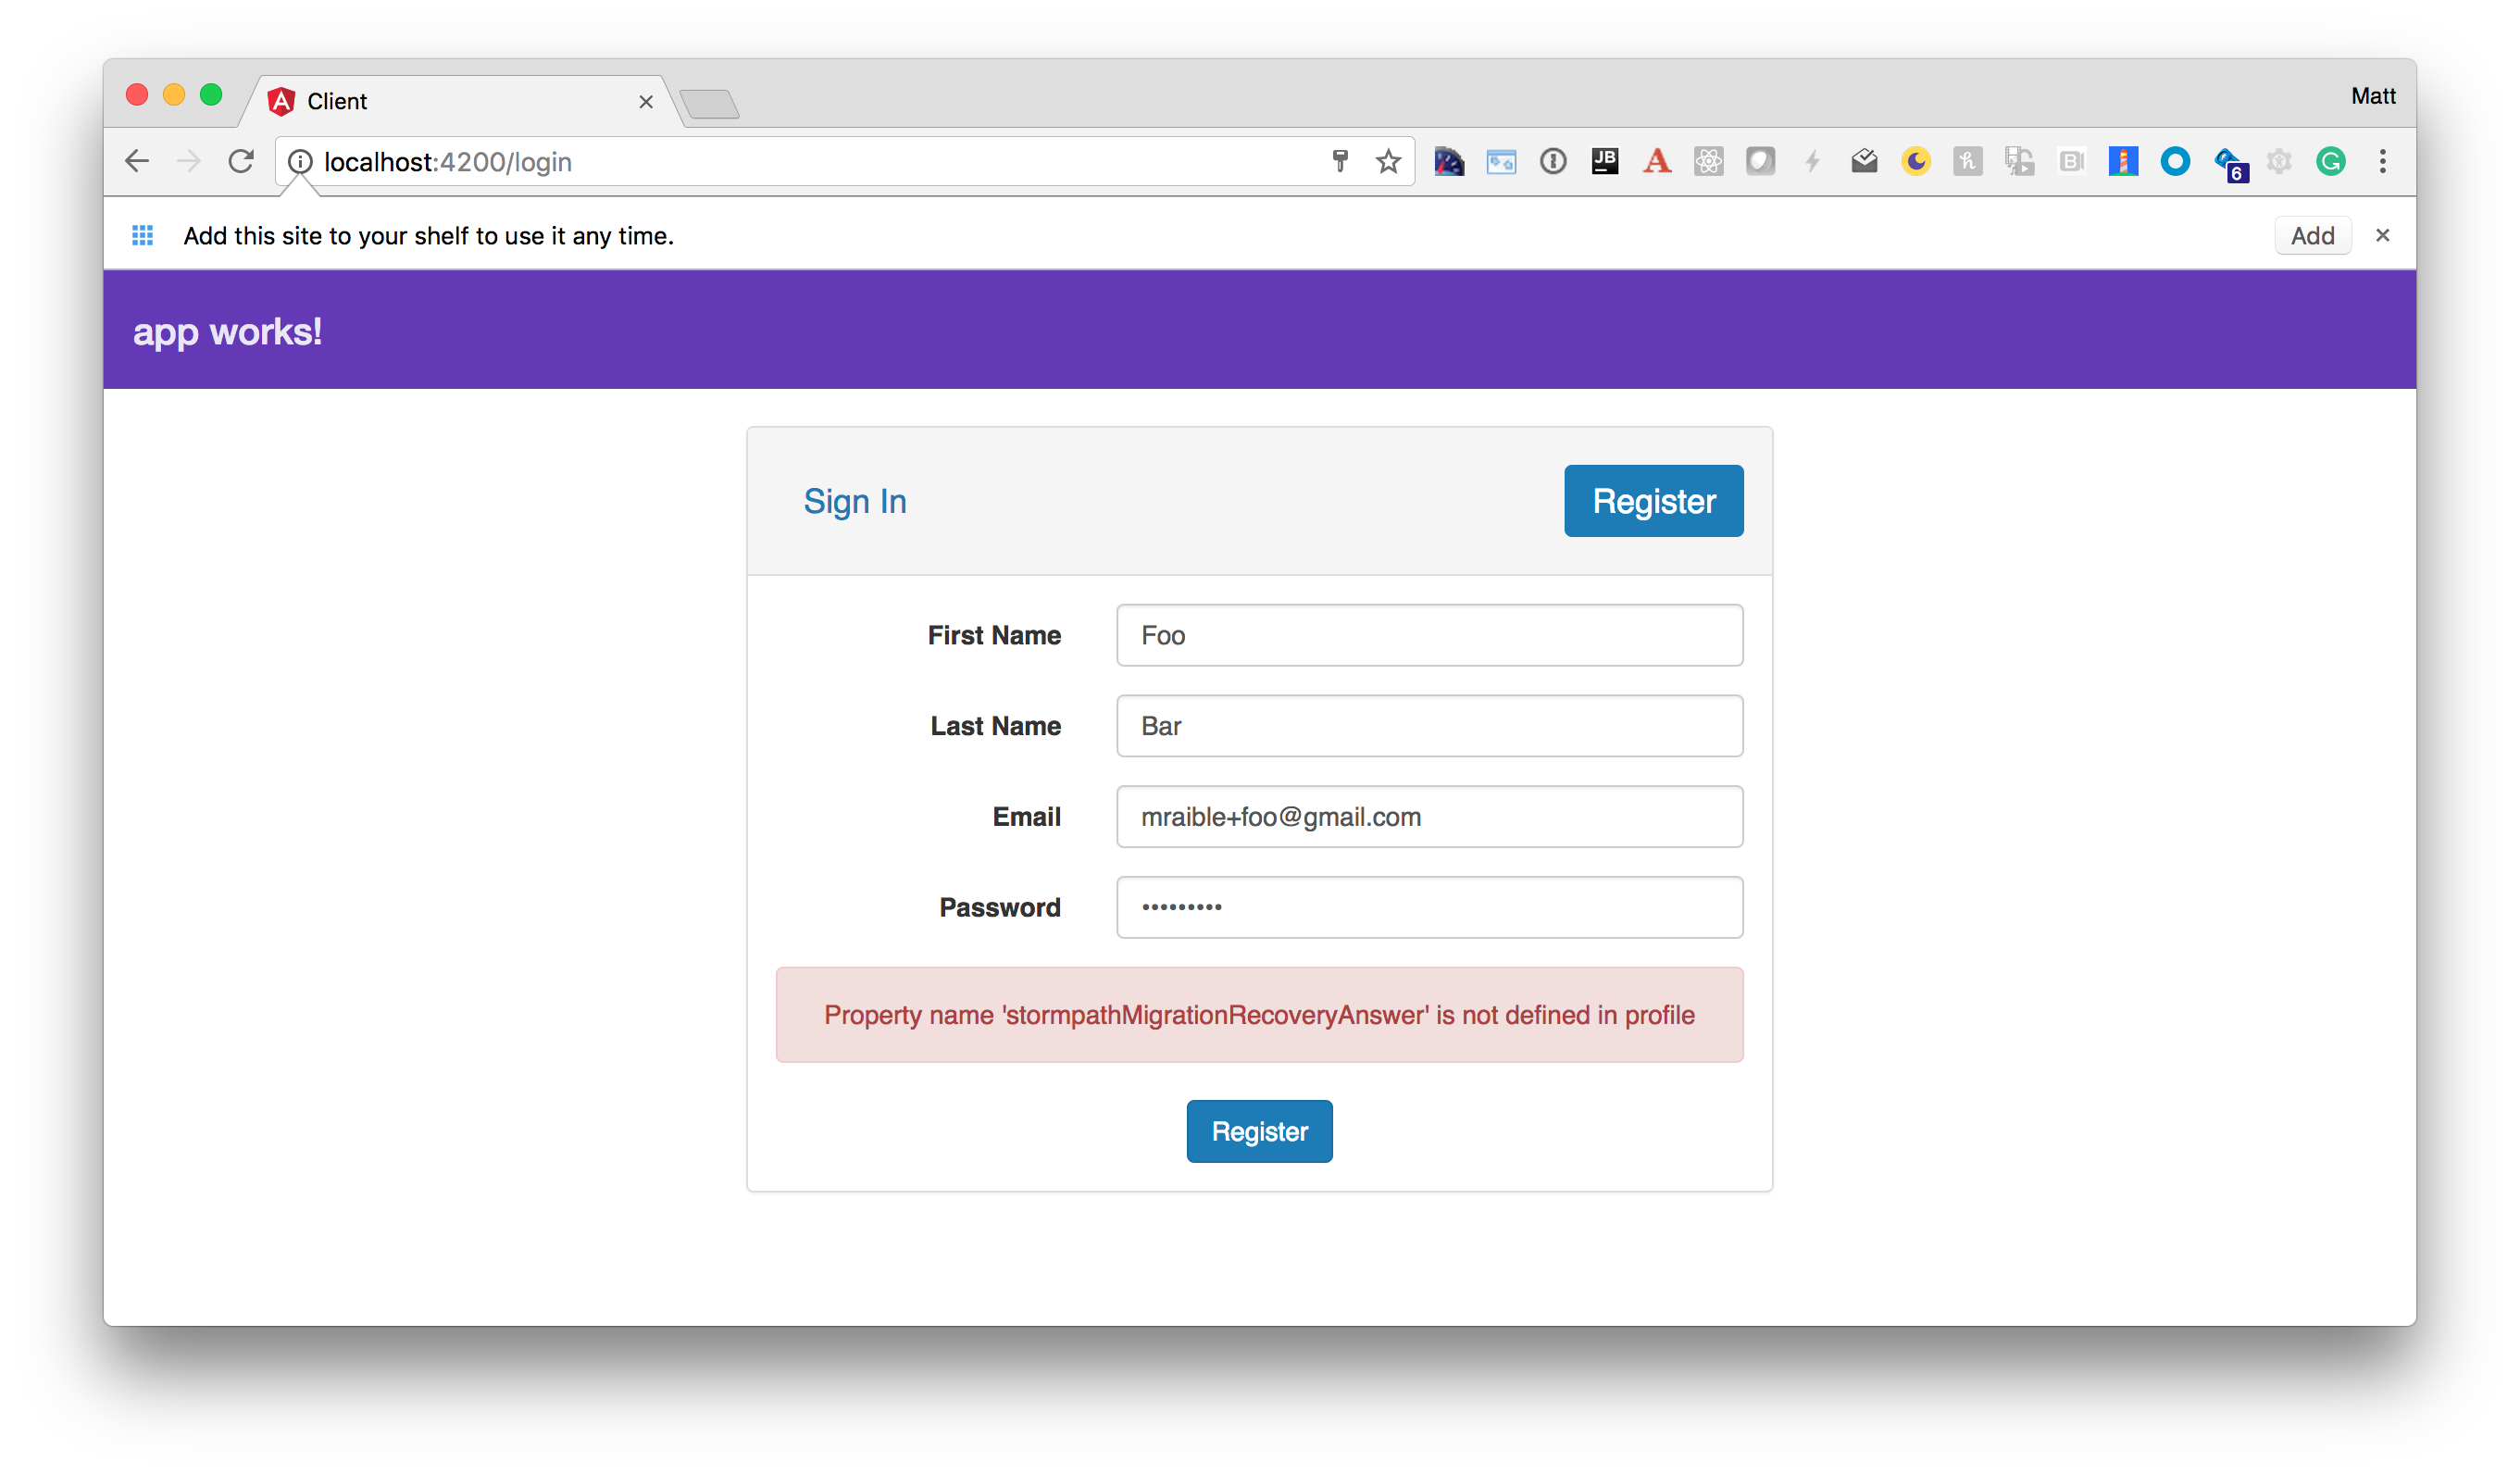 Client
Matt
localhost:4200/login
JB
6
Add this site to your shelf to use it any time.
Add
app works!
Sign In
Register
First Name
Foo
Last Name
Bar
Email
mraible+foo@gmail.com
Password
•••••••••
Property name 'stormpathMigrationRecoveryAnswer' is not defined in profile
Register